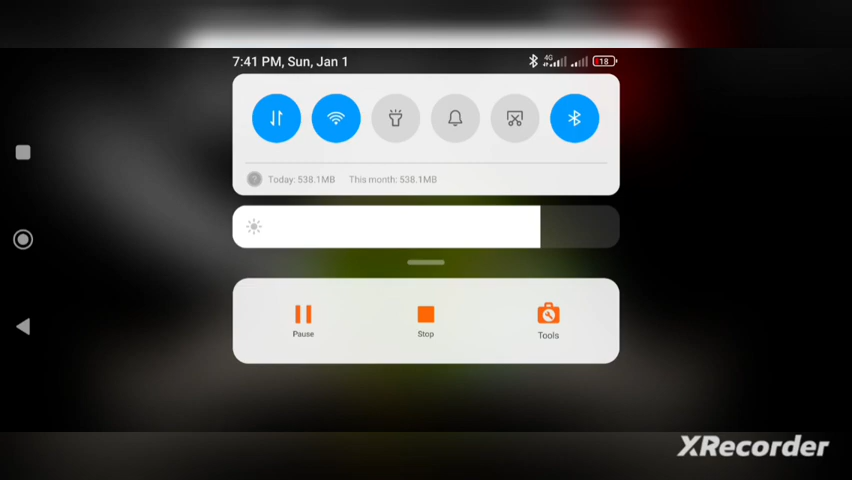 7:41 PM, Sun, Jan 1
4G
18
Today: 538.1MB This month: 538.1MB
Pause Stop Tools
XRecorder